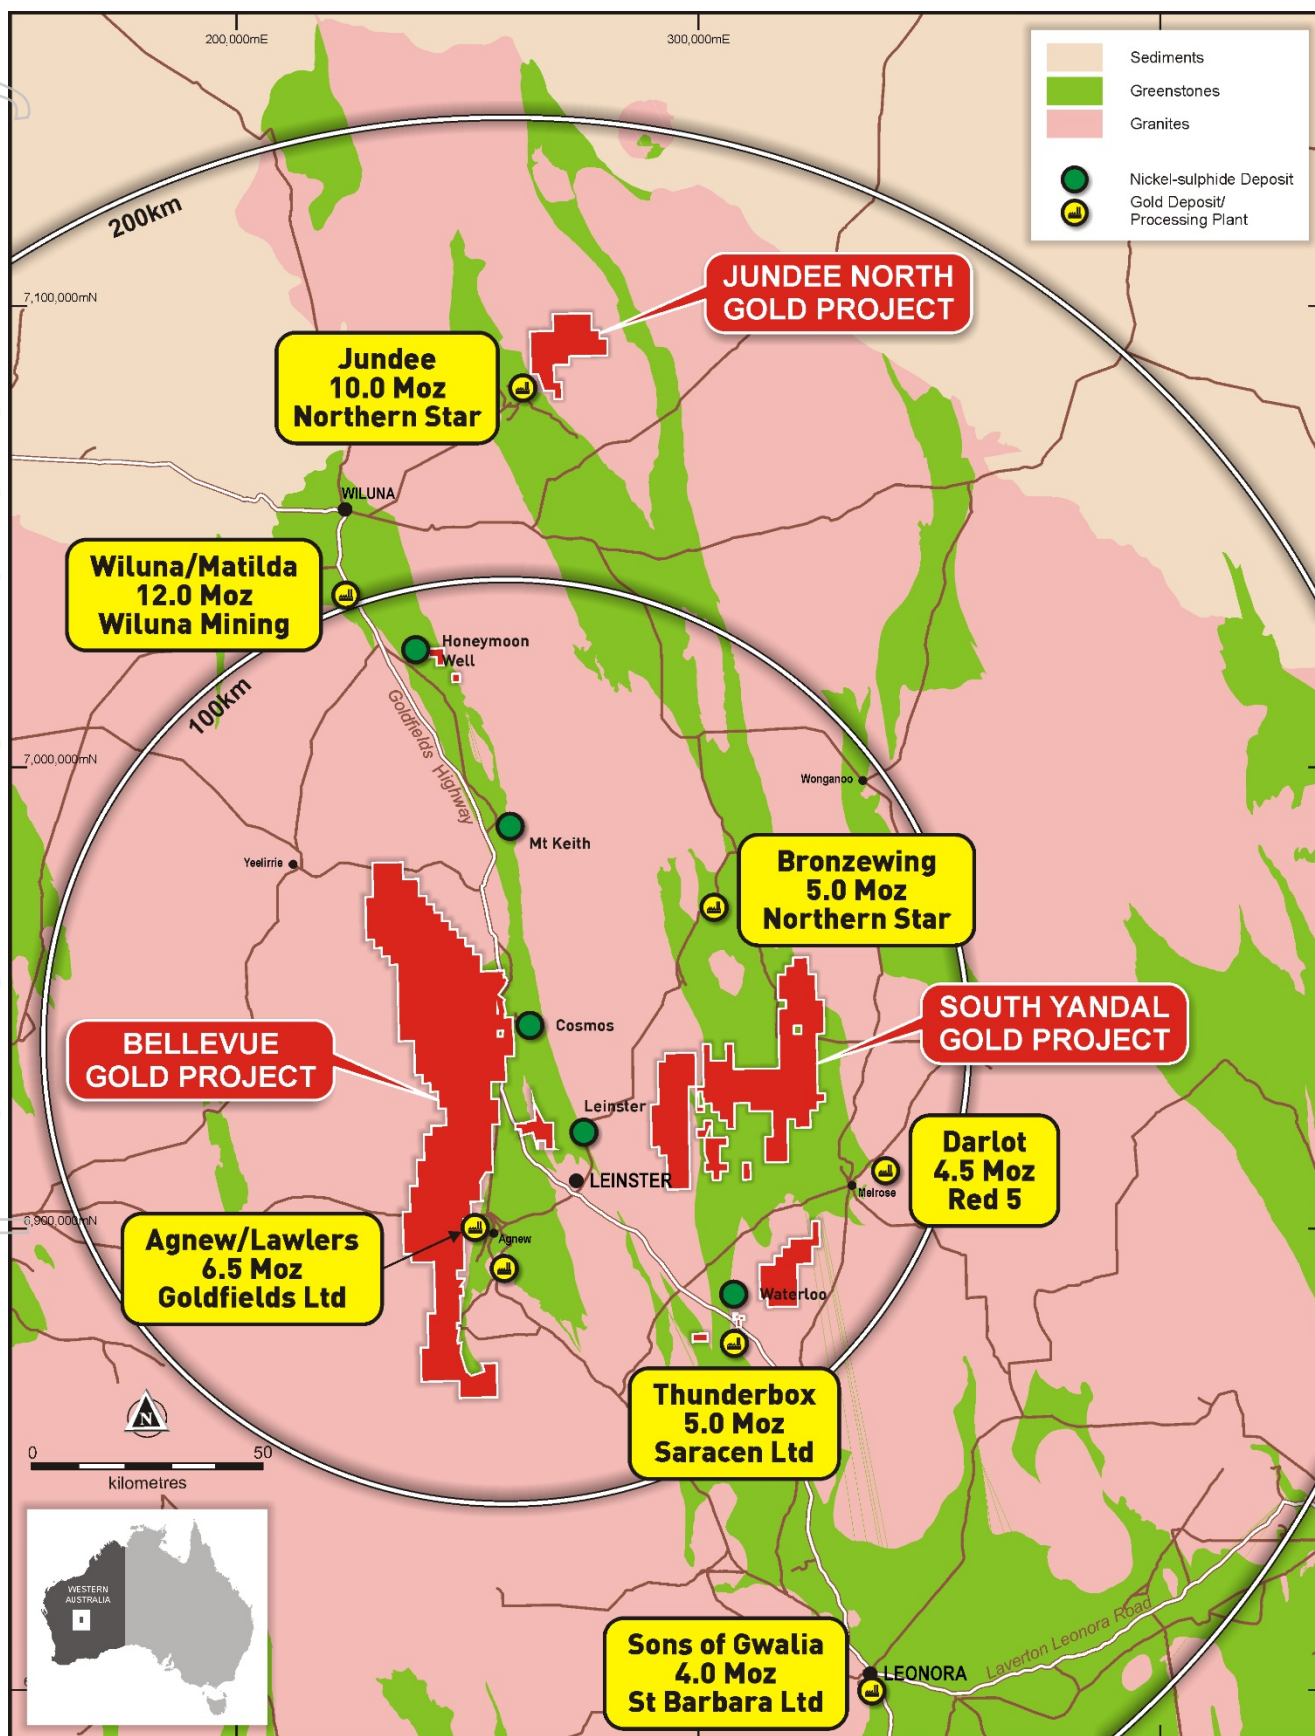 200,000mE
300,000mE
Sediments
Greenstones
Granites
Nickel-sulphide Deposit
Gold Deposit/
Processing Plant
200km
7,100,000mN
JUNDEE NORTH
GOLD PROJECT
Jundee
10.0 Moz
Northern Star
WILUNA
Wiluna/Matilda
12.0 Moz
Wiluna Mining
Honeymoon
Well
100km
Goldfields Highway
7,000,000mN
Wonganoo
Mt Keith
Yeelirrie
Bronzewing
5.0 Moz
Northern Star
SOUTH YANDAL
GOLD PROJECT
Cosmos
BELLEVUE
GOLD PROJECT
Leinster
LEINSTER
Darlot
4.5 Moz
Red 5
Melrose
6,900,000mN
Agnew
Agnew/Lawlers
6.5 Moz
Goldfields Ltd
Waterloo
Thunderbox
5.0 Moz
Saracen Ltd
N
0 50
kilometres
WESTERN
AUSTRALIA
Sons of Gwalia
4.0 Moz
St Barbara Ltd
LEONORA
Laverton Leonora Road